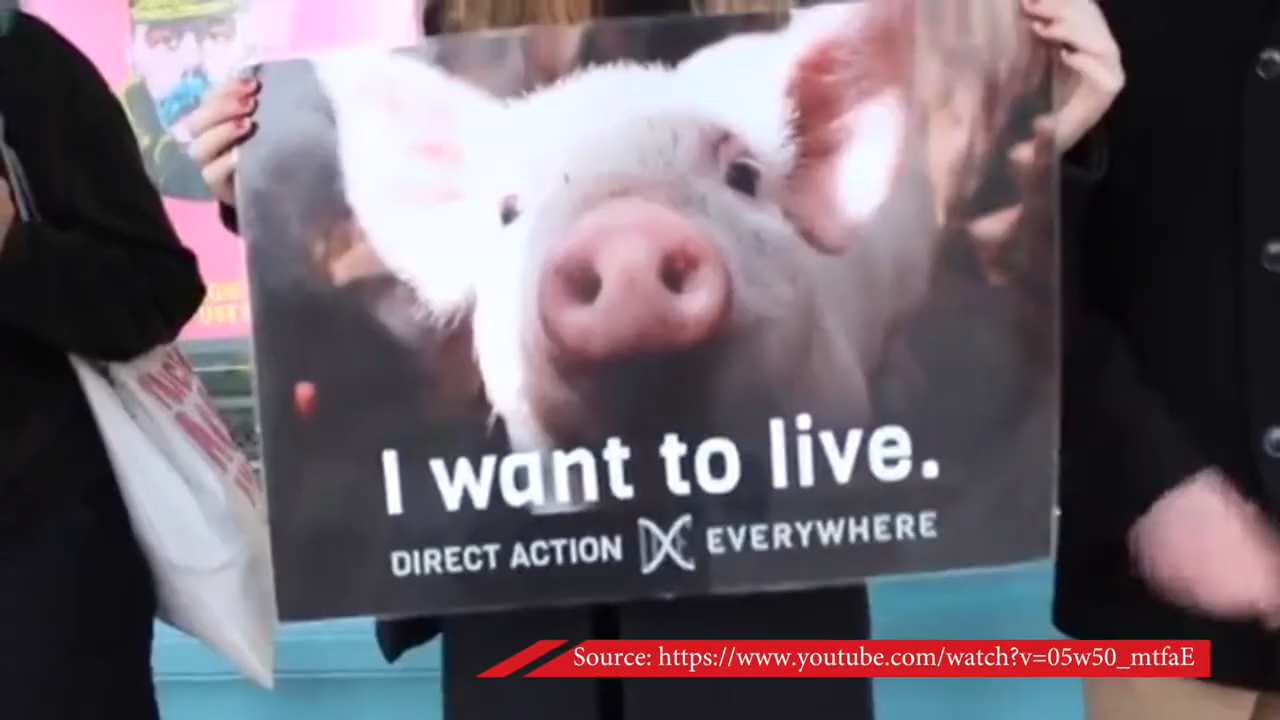 I want to live.
DIRECT ACTION EVERYWHERE
Source: https://www.youtube.com/watch?v=05w50_mtfaE